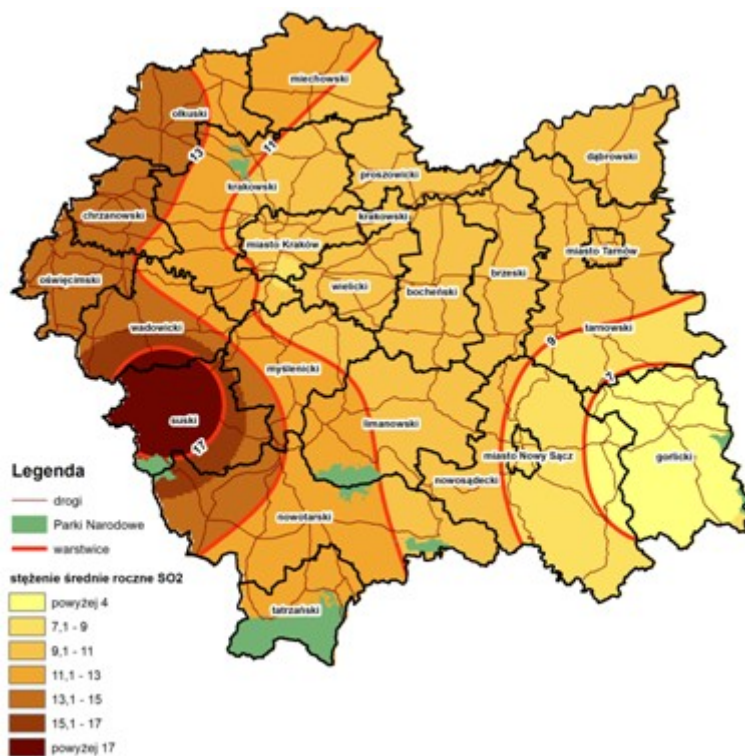 miechowski
olkuski
13
11
dąbrowski
krakowski
proszowicki
chrzanowski
krakowski
miasto Kraków
miasto Tarnów
oświęcimski
brzeski
wielicki
bocheński
wadowicki
9
tarnowski
myślenicki
7
suski
limanowski
17
miasto Nowy Sącz
gorlicki
nowosądecki
nowotarski
tatrzański
Legenda
drogi
Parki Narodowe
warstwice
stężenie średnie roczne SO2
powyżej 4
7,1 - 9
9,1 - 11
11,1 - 13
13,1 - 15
15,1 - 17
powyżej 17